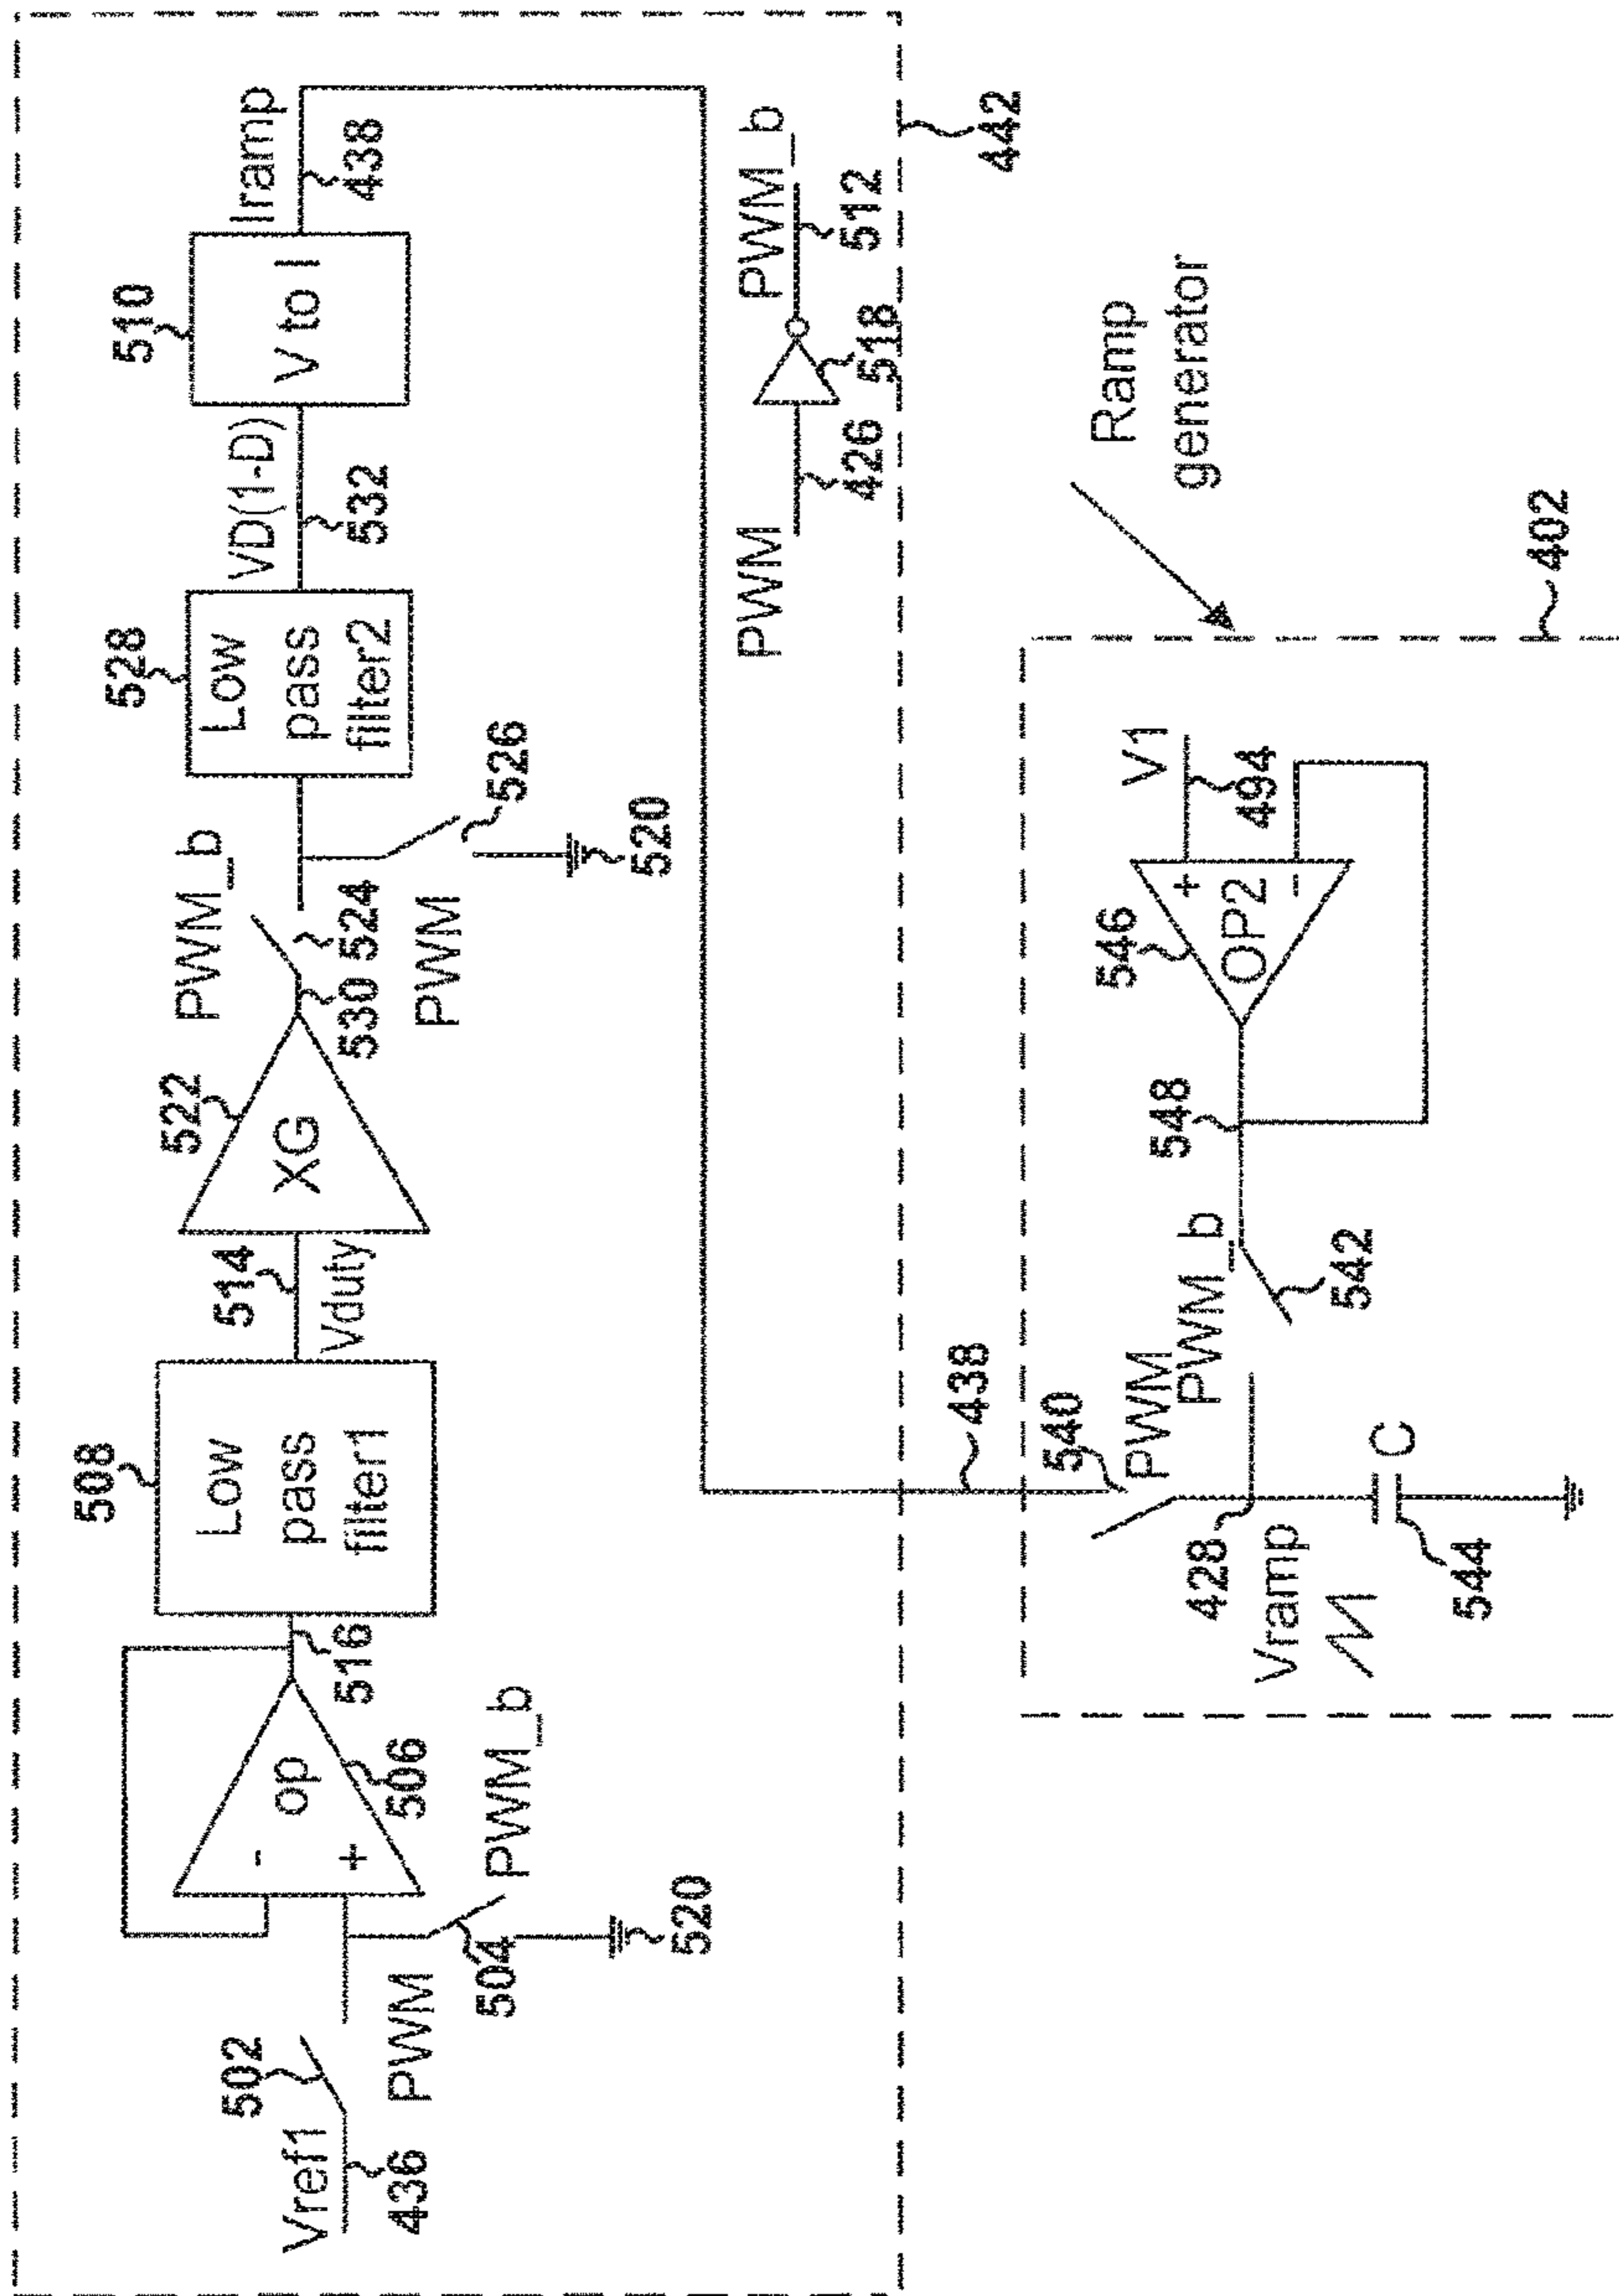 Vref1
436
502
PWM
504
520
PWM_b
-
+
op
506
516
508
Low
pass
filter1
514
Vduty
522
XG
530
PWM_b
524
PWM
526
520
528
Low
pass
filter2
VD(1-D)
532
510
V to I
Iramp
438
PWM
426
518
PWM_b
512
442
438
540
PWM
PWM_b
428
Vramp
C
544
542
548
546
OP2
+
-
V1
494
Ramp
generator
402